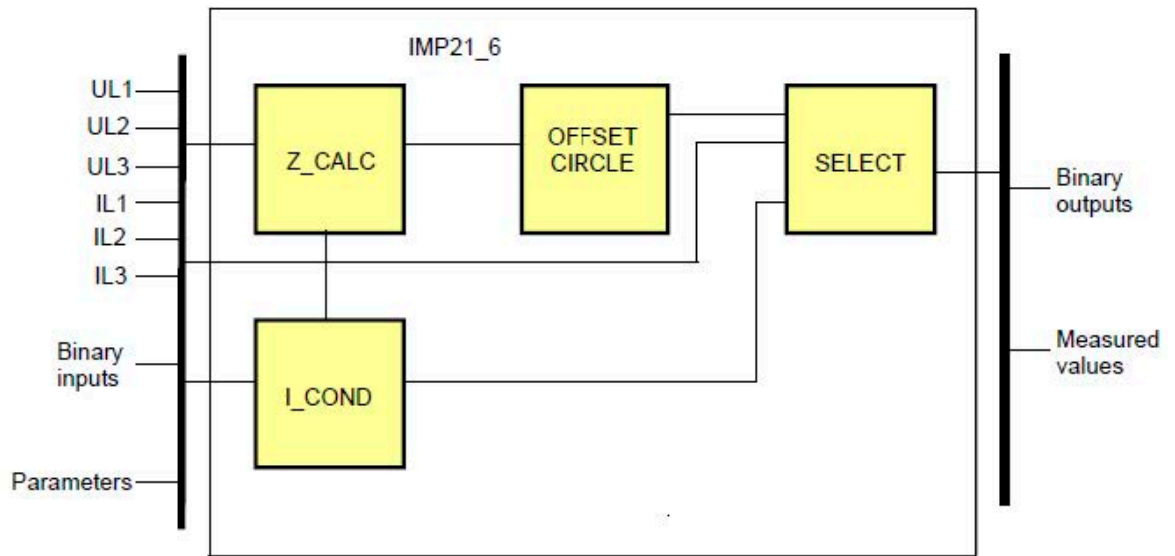 IMP21_6
UL1
UL2
UL3
IL1
IL2
IL3
Binary
inputs
Parameters
Z_CALC
OFFSET
CIRCLE
SELECT
I_COND
Binary
outputs
Measured
values